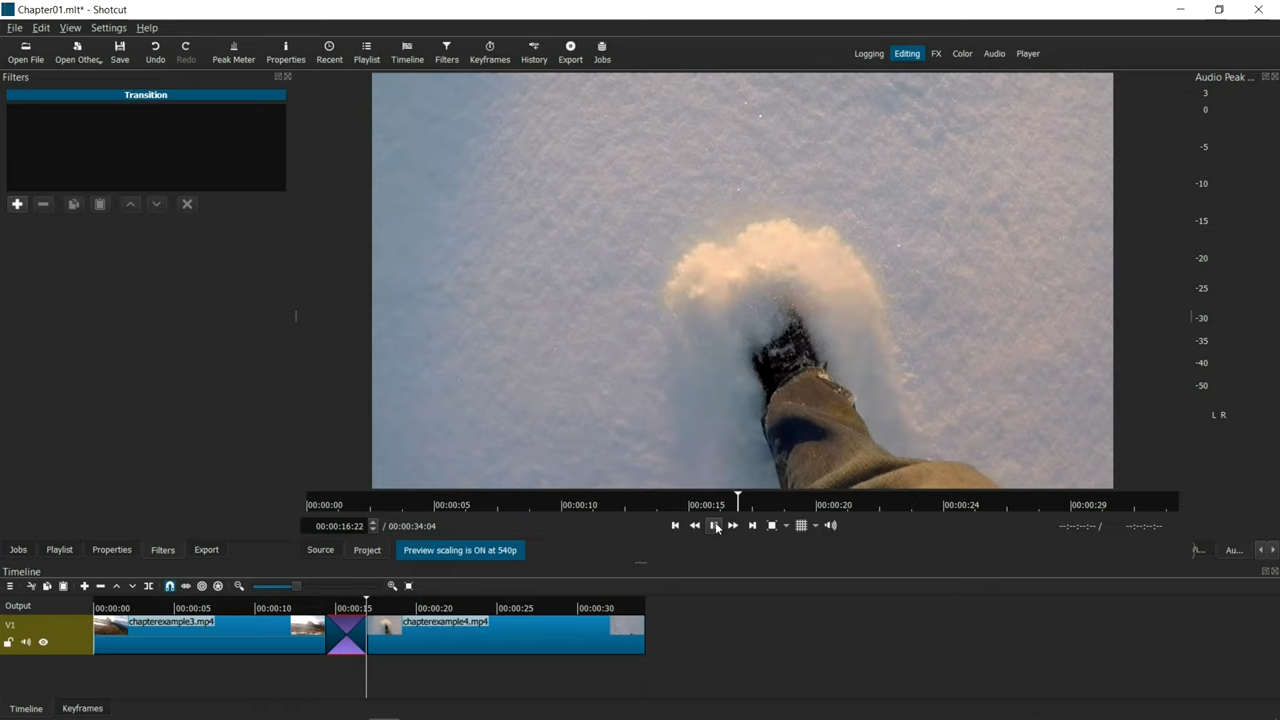 Chapter01.mlt* - Shotcut
File Edit View Settings Help
Open File Open Other.. Save Undo Redo Peak Meter Properties Recent Playlist Timeline Filters Keyframes History Export Jobs
Logging Editing FX Color Audio Player
Filters
Audio Peak ...
Transition
3
0
-5
-10
-15
-20
-25
-30
-35
-40
-50
L R
00:00:00 00:00:05 00:00:10 00:00:15 00:00:20 00:00:24 00:00:29
00:00:16:22 / 00:00:34:04
--:--:--:-- / --:--:--:--
Jobs Playlist Properties Filters Export
Source Project Preview scaling is ON at 540p
Au...
Timeline
Output
00:00:00 00:00:05 00:00:10 00:00:15 00:00:20 00:00:25 00:00:30
V1
chapterexample3.mp4 chapterexample4.mp4
Timeline Keyframes